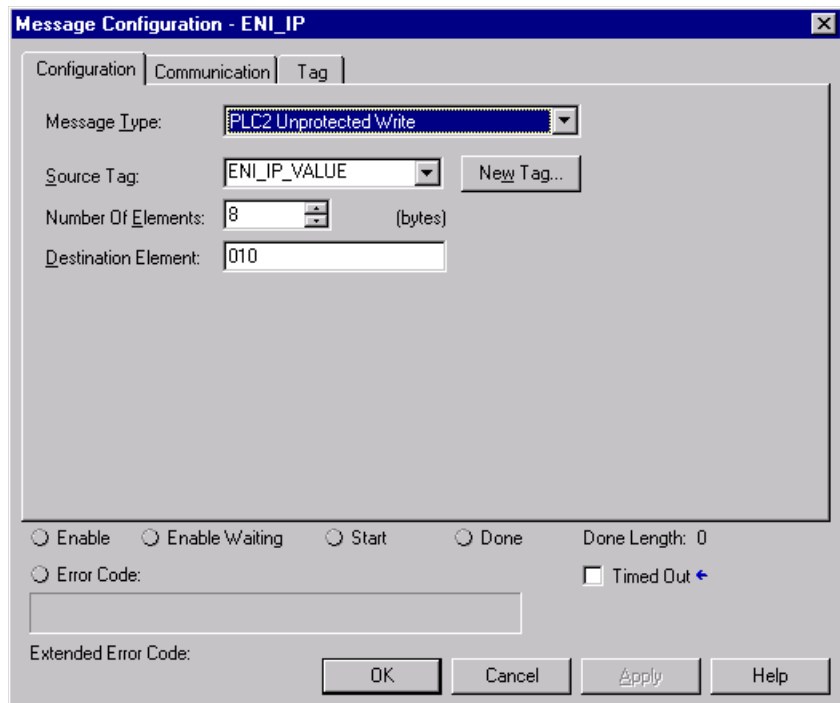 Message Configuration - ENI_IP
Configuration Communication Tag
Message Type: PLC2 Unprotected Write
Source Tag: ENI_IP_VALUE New Tag...
Number Of Elements: 8 (bytes)
Destination Element: 010
Enable Enable Waiting Start Done Done Length: 0
Error Code: Timed Out
Extended Error Code:
OK Cancel Apply Help